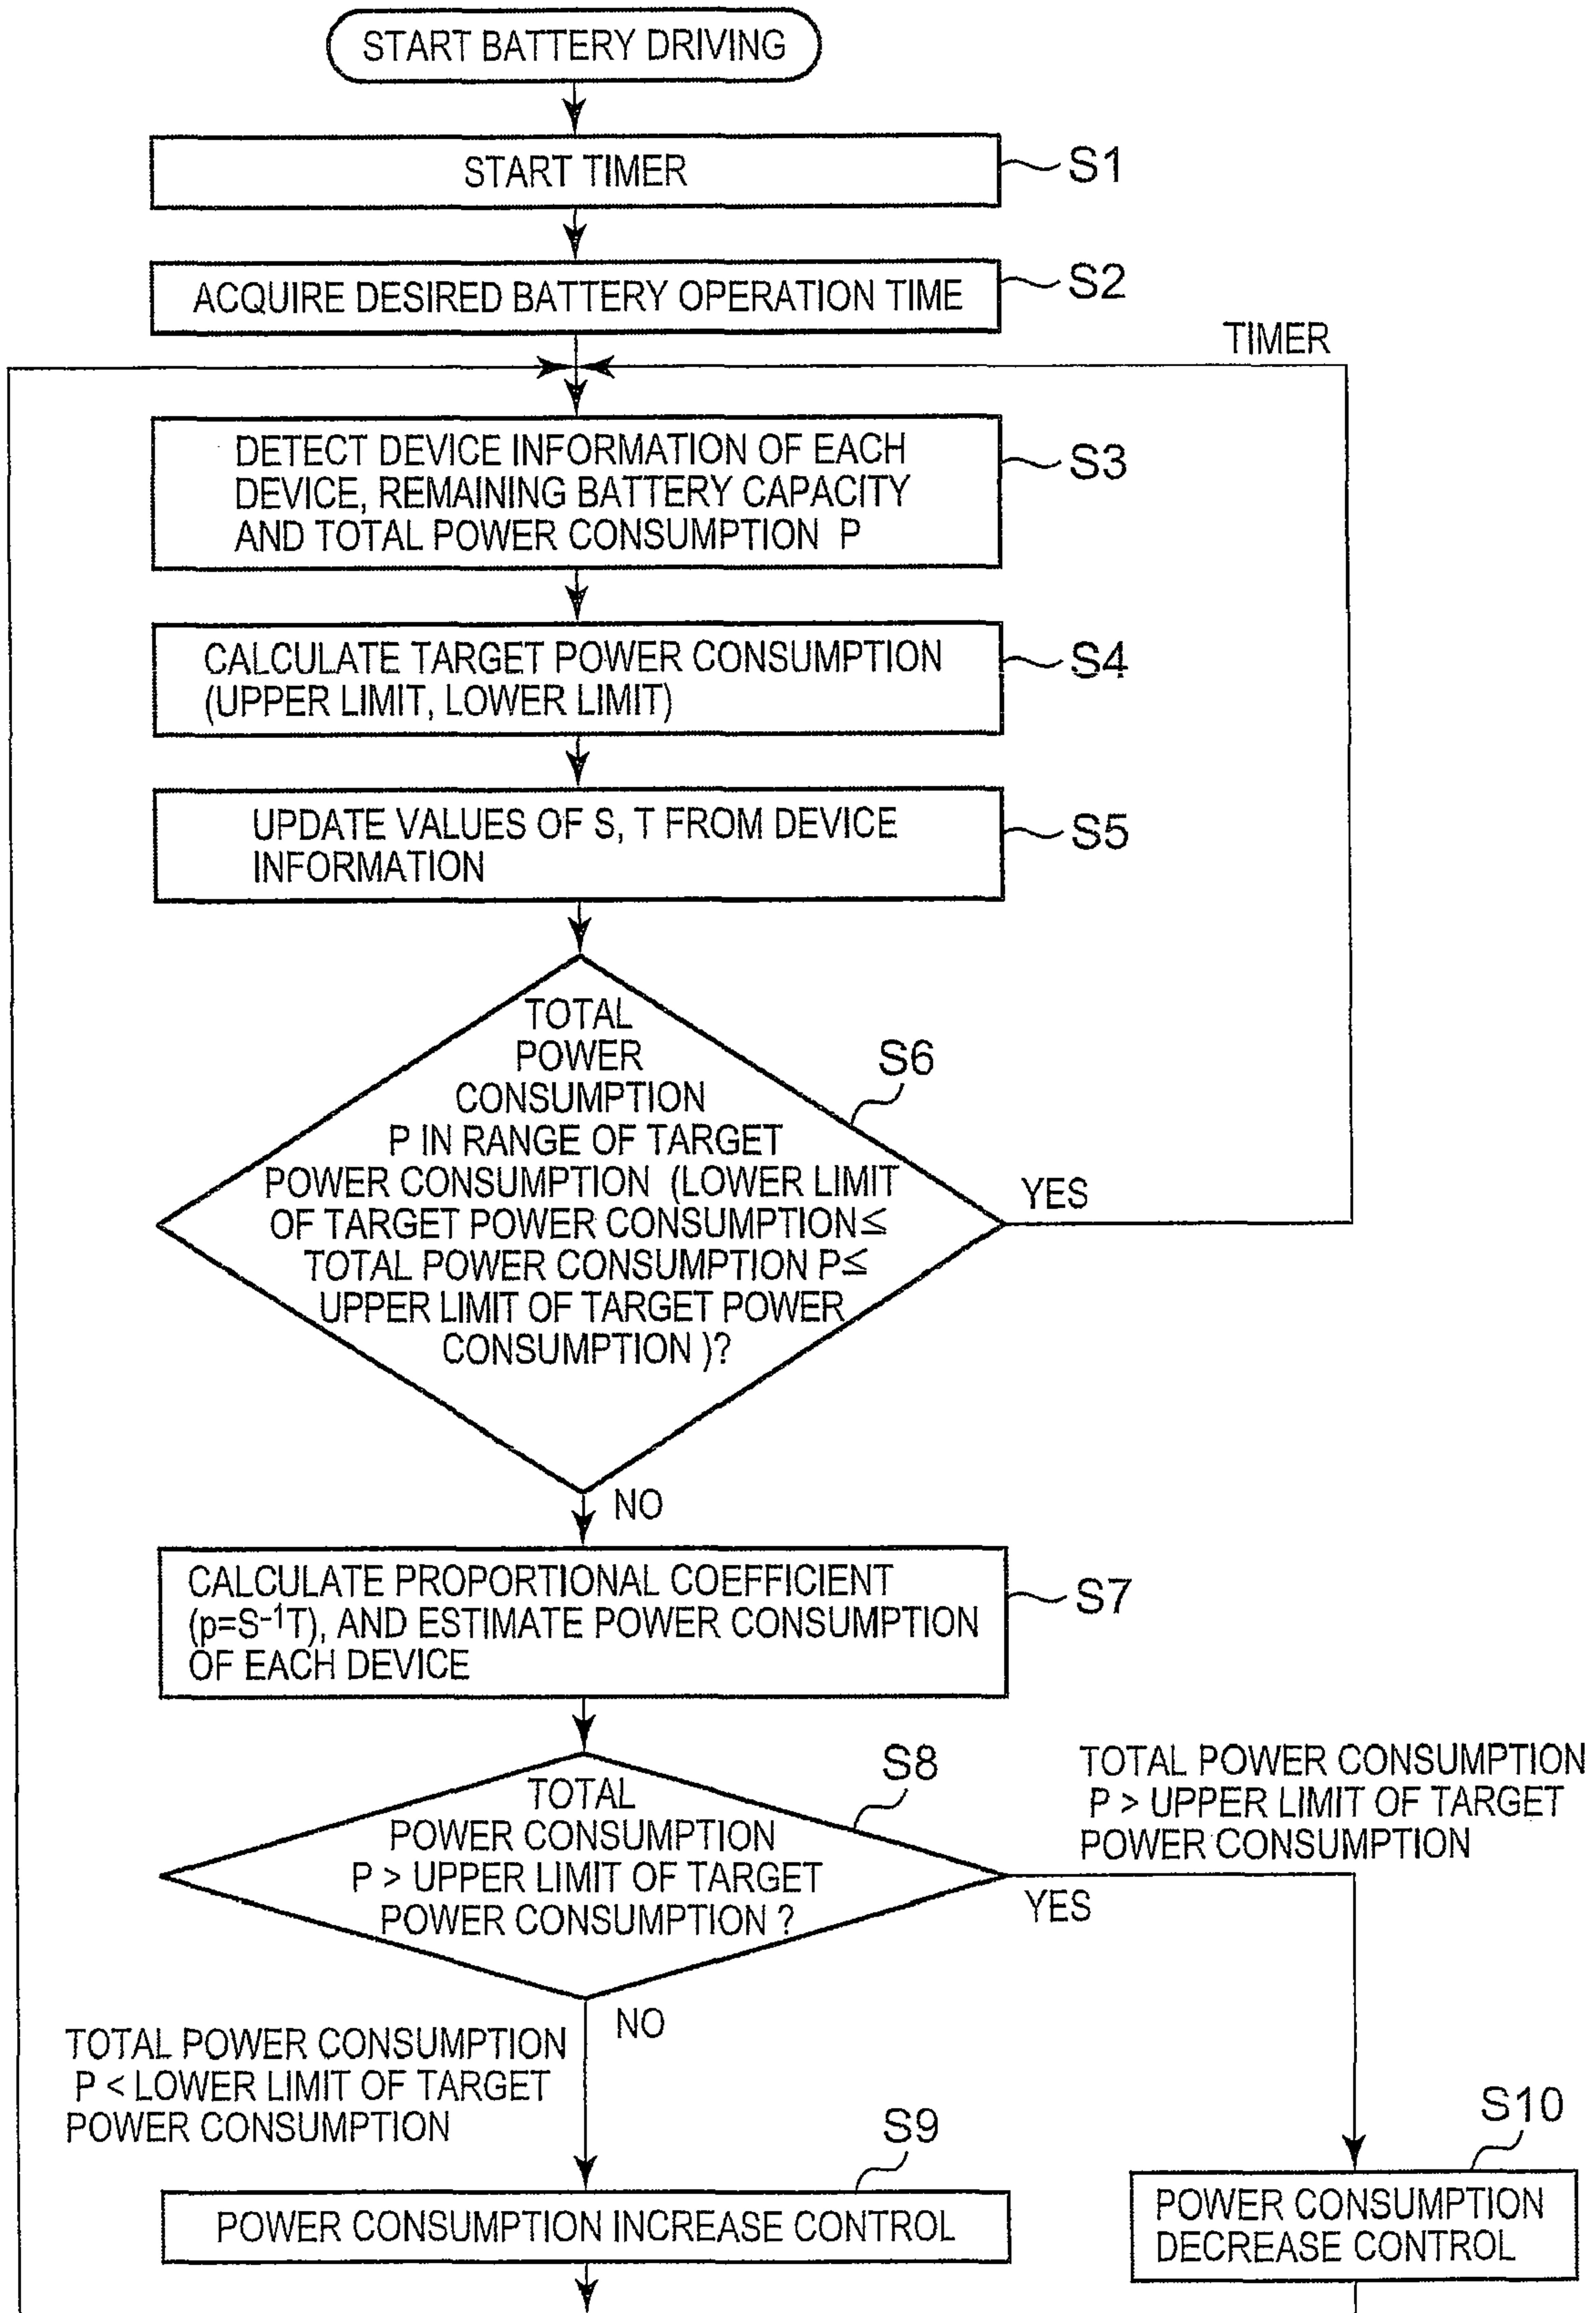 START BATTERY DRIVING
START TIMER
S1
ACQUIRE DESIRED BATTERY OPERATION TIME
S2
TIMER
DETECT DEVICE INFORMATION OF EACH
DEVICE, REMAINING BATTERY CAPACITY
AND TOTAL POWER CONSUMPTION P
S3
CALCULATE TARGET POWER CONSUMPTION
(UPPER LIMIT, LOWER LIMIT)
S4
UPDATE VALUES OF S, T FROM DEVICE
INFORMATION
S5
TOTAL
POWER
CONSUMPTION
P IN RANGE OF TARGET
POWER CONSUMPTION (LOWER LIMIT
OF TARGET POWER CONSUMPTION≤
TOTAL POWER CONSUMPTION P≤
UPPER LIMIT OF TARGET POWER
CONSUMPTION )?
S6
YES
NO
CALCULATE PROPORTIONAL COEFFICIENT
(p=S⁻¹T), AND ESTIMATE POWER CONSUMPTION
OF EACH DEVICE
S7
TOTAL
POWER CONSUMPTION
P > UPPER LIMIT OF TARGET
POWER CONSUMPTION ?
S8
TOTAL POWER CONSUMPTION
P > UPPER LIMIT OF TARGET
POWER CONSUMPTION
YES
NO
TOTAL POWER CONSUMPTION
P < LOWER LIMIT OF TARGET
POWER CONSUMPTION
S9
POWER CONSUMPTION INCREASE CONTROL
S10
POWER CONSUMPTION
DECREASE CONTROL